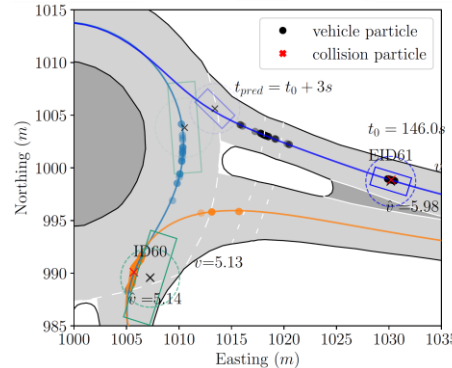 1015
1010
1005
1000
995
990
985
Northing (m)
vehicle particle
collision particle
t_pred = t_0 + 3s
t_0 = 146.0s
EID61
v̂ =5.98
ID60
v=5.13
v̂ =5.14
1000 1005 1010 1015 1020 1025 1030 1035
Easting (m)